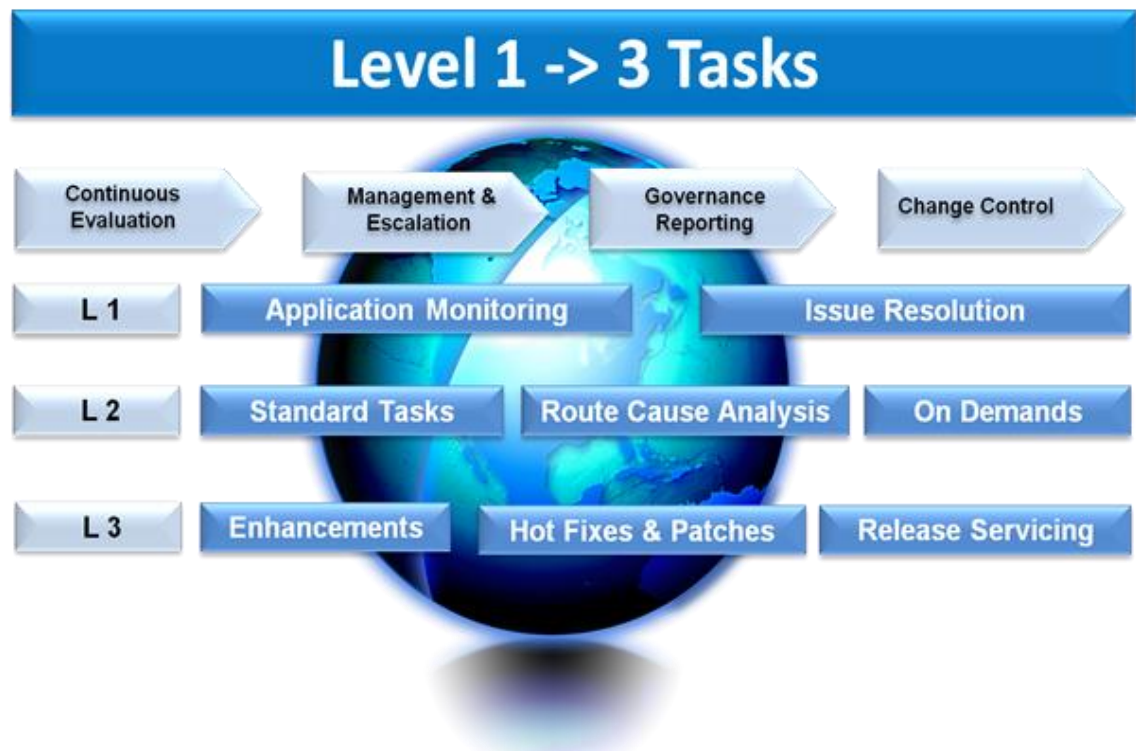 Level 1 -> 3 Tasks
Continuous
Evaluation
Management &
Escalation
Governance
Reporting
Change Control
L 1
Application Monitoring
Issue Resolution
L 2
Standard Tasks
Route Cause Analysis
On Demands
L 3
Enhancements
Hot Fixes & Patches
Release Servicing